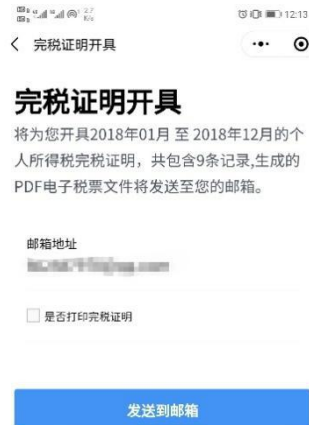 12:13
完税证明开具
完税证明开具
将为您开具2018年01月 至 2018年12月的个
人所得税完税证明，共包含9条记录,生成的
PDF电子税票文件将发送至您的邮箱。
邮箱地址
是否打印完税证明
发送到邮箱